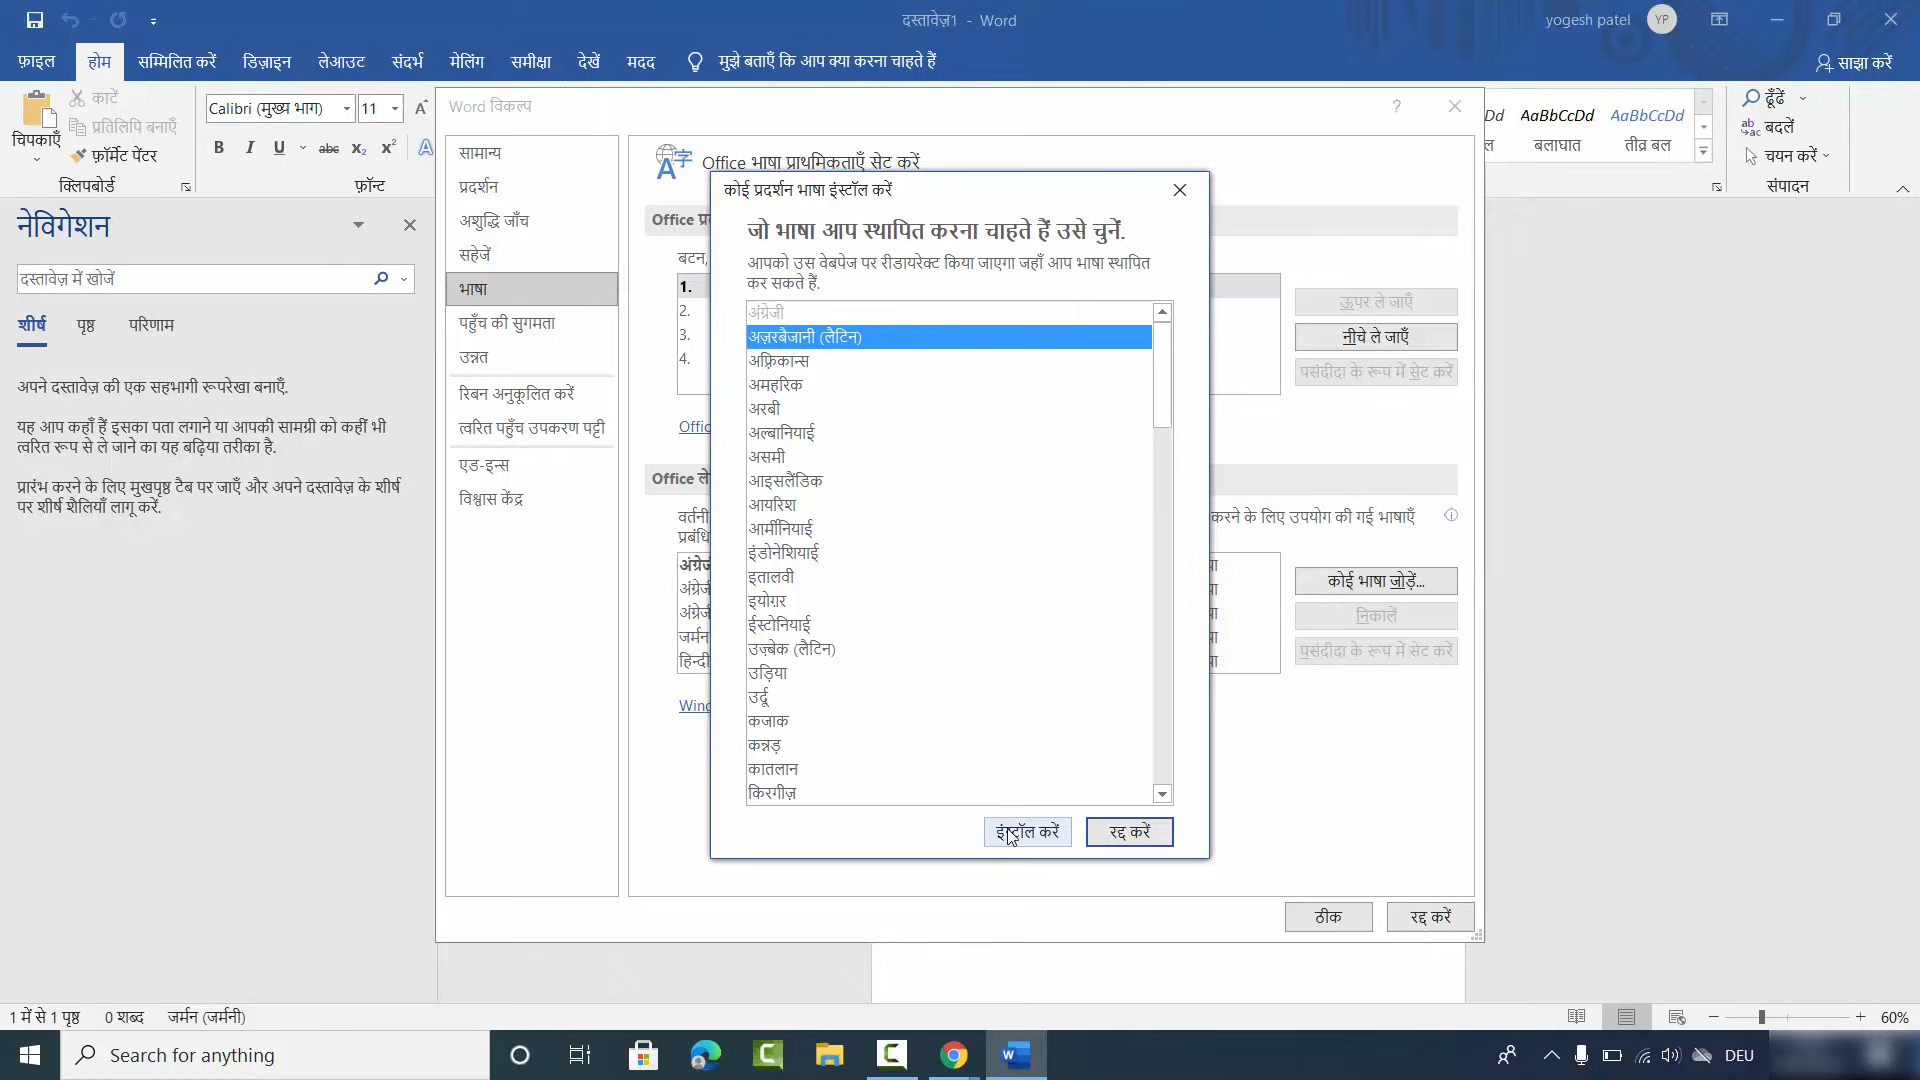 दस्तावेज़1 - Word
yogesh patel
YP
फ़ाइल
होम
सम्मिलित करें
डिज़ाइन
लेआउट
संदर्भ
मेलिंग
समीक्षा
देखें
मदद
मुझे बताएँ कि आप क्या करना चाहते हैं
साझा करें
चिपकाएँ
काटें
प्रतिलिपि बनाएँ
फ़ॉर्मेट पेंटर
क्लिपबोर्ड
Calibri (मुख्य भाग)
11
B I U abc x₂ x² A
फ़ॉन्ट
AaBbCcDd
बलाघात
AaBbCcDd
तीव्र बल
ढूँढें
बदलें
चयन करें
संपादन
नेविगेशन
दस्तावेज़ में खोजें
शीर्ष
पृष्ठ
परिणाम
अपने दस्तावेज़ की एक सहभागी रूपरेखा बनाएँ.
यह आप कहाँ हैं इसका पता लगाने या आपकी सामग्री को कहीं भी
त्वरित रूप से ले जाने का यह बढ़िया तरीका है.
प्रारंभ करने के लिए मुखपृष्ठ टैब पर जाएँ और अपने दस्तावेज़ के शीर्ष
पर शीर्ष शैलियाँ लागू करें.
Word विकल्प
सामान्य
प्रदर्शन
अशुद्धि जाँच
सहेजें
भाषा
पहुँच की सुगमता
उन्नत
रिबन अनुकूलित करें
त्वरित पहुँच उपकरण पट्टी
एड-इन्स
विश्वास केंद्र
Office भाषा प्राथमिकताएँ सेट करें
बटन,
1.
2.
3.
4.
ऊपर ले जाएँ
नीचे ले जाएँ
पसंदीदा के रूप में सेट करें
करने के लिए उपयोग की गई भाषाएँ
कोई भाषा जोड़ें...
निकालें
पसंदीदा के रूप में सेट करें
कोई प्रदर्शन भाषा इंस्टॉल करें
जो भाषा आप स्थापित करना चाहते हैं उसे चुनें.
आपको उस वेबपेज पर रीडायरेक्ट किया जाएगा जहाँ आप भाषा स्थापित
कर सकते हैं.
अंग्रेजी
अज़रबैजानी (लैटिन)
अफ़्रिकान्स
अमहरिक
अरबी
अल्बानियाई
असमी
आइसलैंडिक
आयरिश
आर्मीनियाई
इंडोनेशियाई
इतालवी
इयोग़र
ईस्टोनियाई
उज़्बेक (लैटिन)
उड़िया
उर्दू
कजाक
कन्नड़
कातलान
किरगीज़
इंस्टॉल करें
रद्द करें
ठीक
रद्द करें
1 में से 1 पृष्ठ
0 शब्द
जर्मन (जर्मनी)
60%
Search for anything
DEU